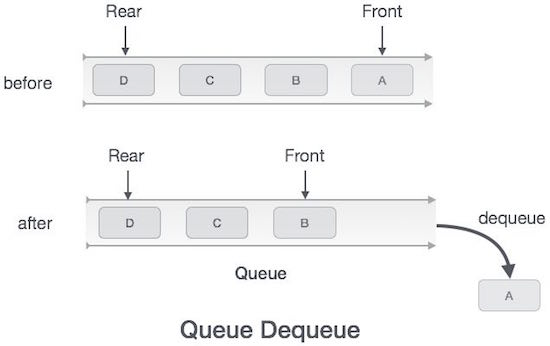 Rear Front
before
D C B A
Rear Front
after
D C B
dequeue
Queue
A
Queue Dequeue